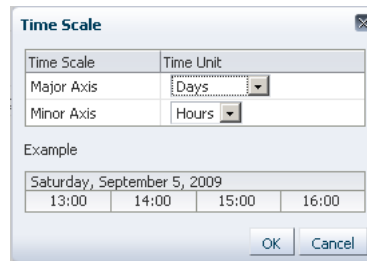 Time Scale
Time Scale Time Unit
Major Axis Days
Minor Axis Hours
Example
Saturday, September 5, 2009
13:00 14:00 15:00 16:00
OK Cancel